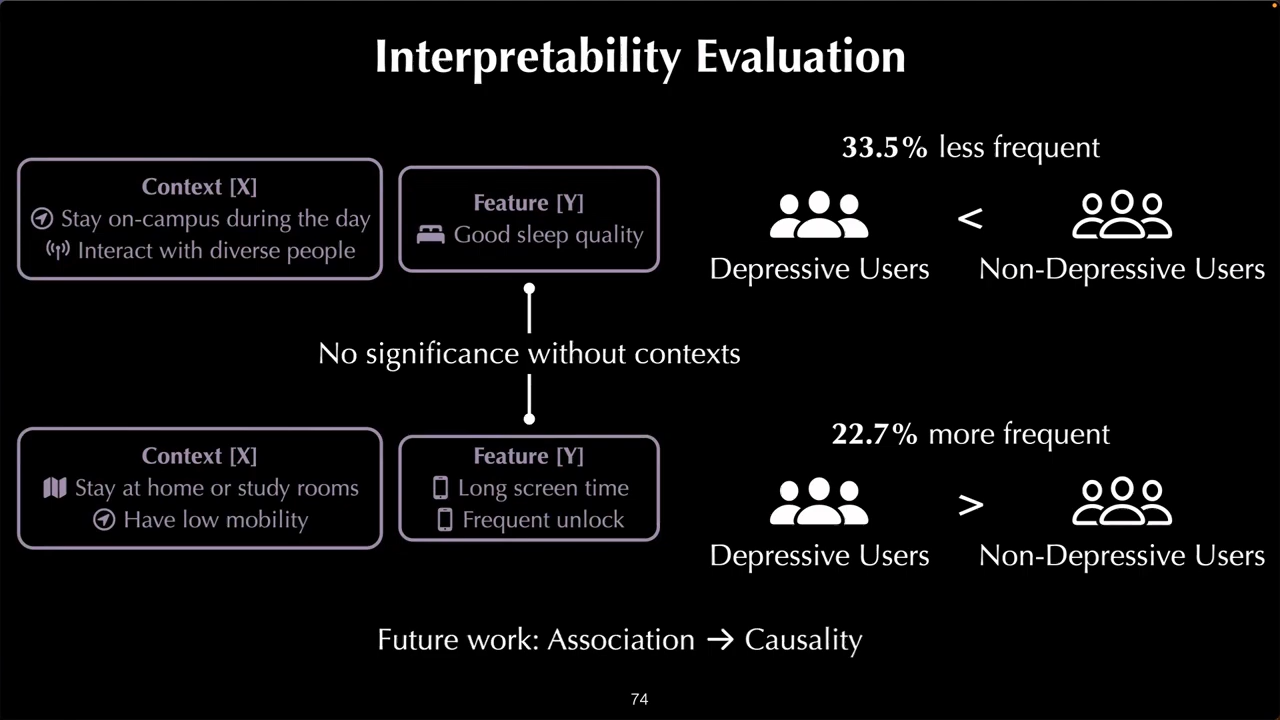 Interpretability Evaluation
Context [X]
Stay on-campus during the day
Interact with diverse people
Feature [Y]
Good sleep quality
33.5% less frequent
<
Depressive Users
Non-Depressive Users
No significance without contexts
Context [X]
Stay at home or study rooms
Have low mobility
Feature [Y]
Long screen time
Frequent unlock
22.7% more frequent
>
Depressive Users
Non-Depressive Users
Future work: Association → Causality
74